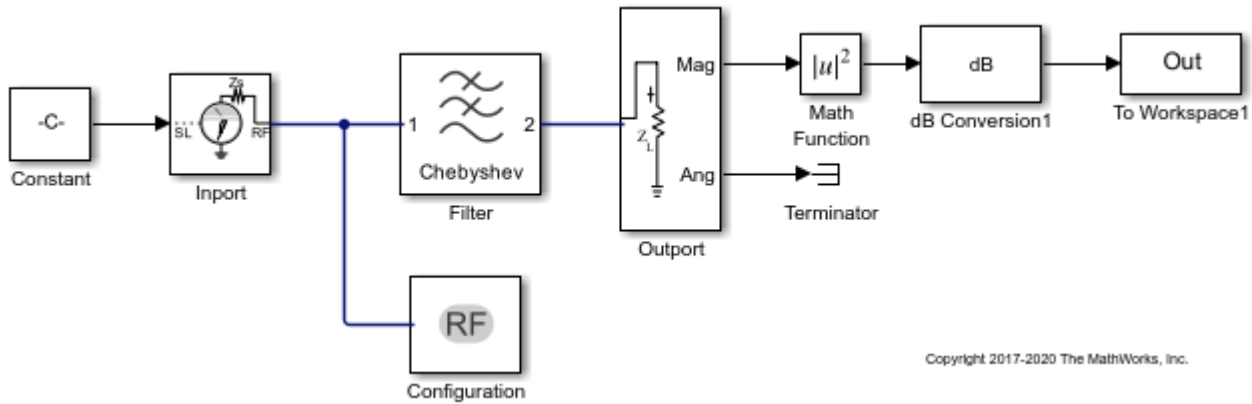 -C-
Constant
Zs
SL
RF
Inport
1
2
Chebyshev
Filter
Mag
Z
L
Ang
Outport
|u|²
Math
Function
Terminator
dB
dB Conversion1
Out
To Workspace1
RF
Configuration
Copyright 2017-2020 The MathWorks, Inc.